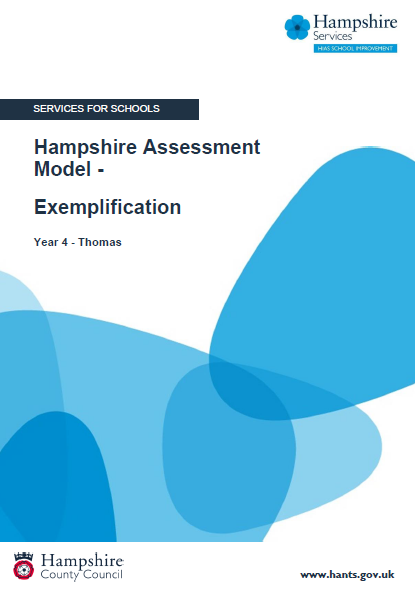 Hampshire
Services
HIAS SCHOOL IMPROVEMENT
SERVICES FOR SCHOOLS
Hampshire Assessment
Model -
Exemplification
Year 4 - Thomas
Hampshire
County Council
www.hants.gov.uk